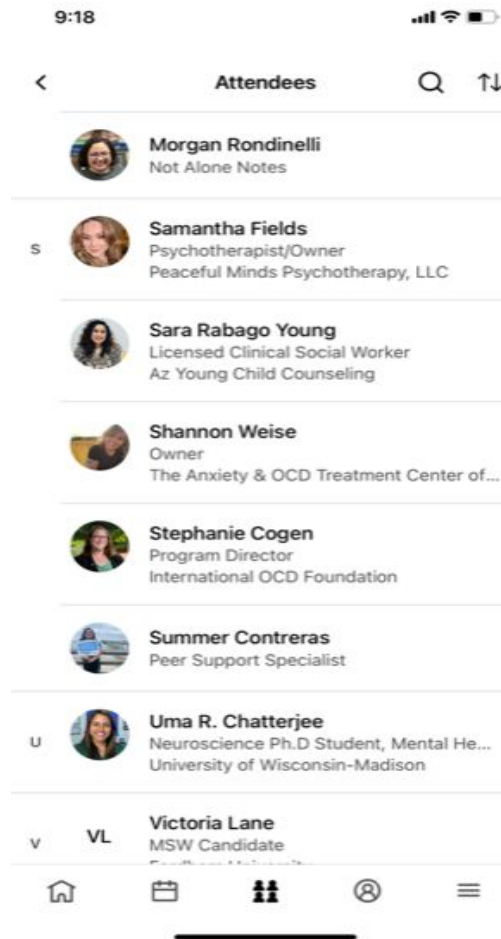 9:18
Attendees
Morgan Rondinelli
Not Alone Notes
S
Samantha Fields
Psychotherapist/Owner
Peaceful Minds Psychotherapy, LLC
Sara Rabago Young
Licensed Clinical Social Worker
Az Young Child Counseling
Shannon Weise
Owner
The Anxiety & OCD Treatment Center of...
Stephanie Cogen
Program Director
International OCD Foundation
Summer Contreras
Peer Support Specialist
U
Uma R. Chatterjee
Neuroscience Ph.D Student, Mental He...
University of Wisconsin-Madison
V
VL
Victoria Lane
MSW Candidate